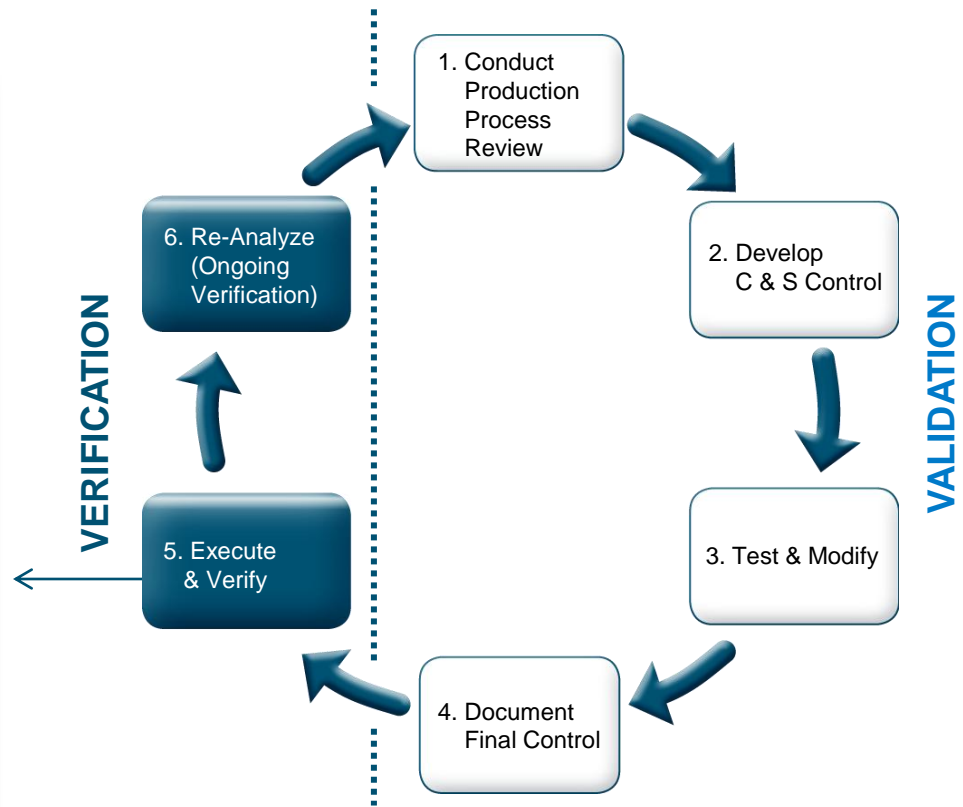 1. Conduct
Production
Process
Review
2. Develop
C & S Control
3. Test & Modify
4. Document
Final Control
5. Execute
& Verify
6. Re-Analyze
(Ongoing
Verification)
VERIFICATION
VALIDATION